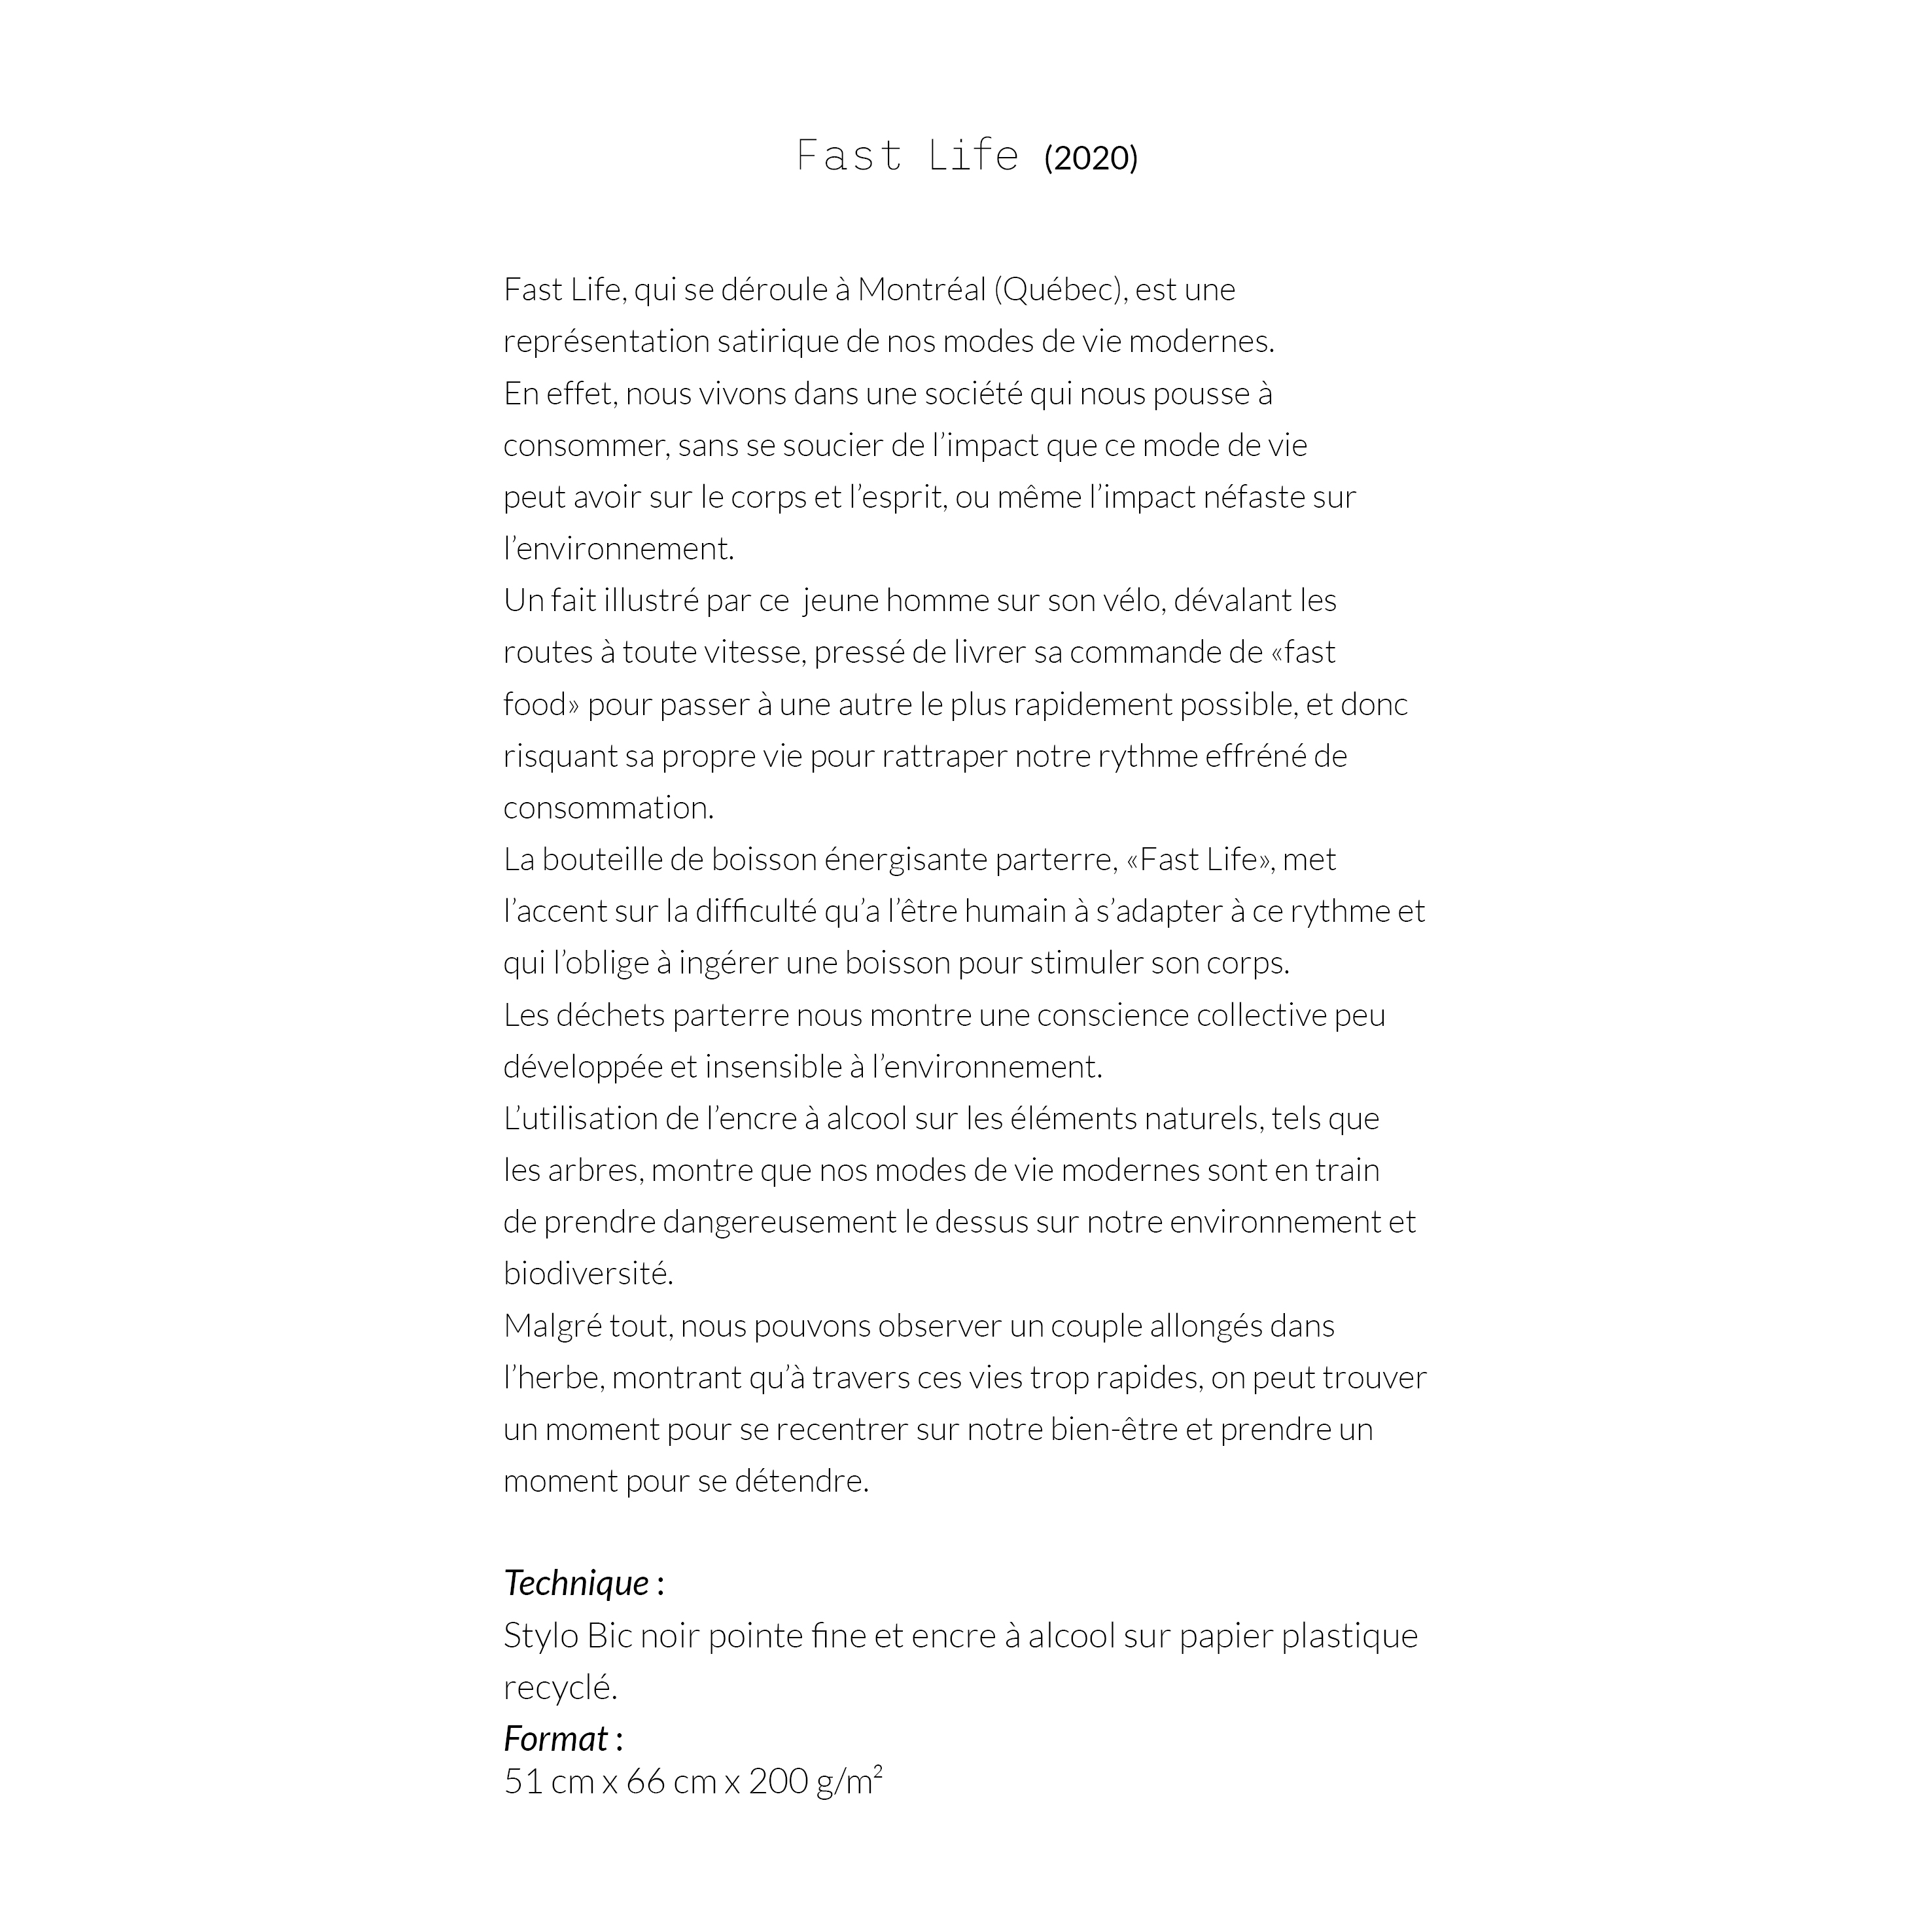 Fast Life (2020)
Fast Life, qui se déroule à Montréal (Québec), est une
représentation satirique de nos modes de vie modernes.
En effet, nous vivons dans une société qui nous pousse à
consommer, sans se soucier de l’impact que ce mode de vie
peut avoir sur le corps et l’esprit, ou même l’impact néfaste sur
l’environnement.
Un fait illustré par ce  jeune homme sur son vélo, dévalant les
routes à toute vitesse, pressé de livrer sa commande de «fast
food» pour passer à une autre le plus rapidement possible, et donc
risquant sa propre vie pour rattraper notre rythme effréné de
consommation.
La bouteille de boisson énergisante parterre, «Fast Life», met
l’accent sur la difficulté qu’a l’être humain à s’adapter à ce rythme et
qui l’oblige à ingérer une boisson pour stimuler son corps.
Les déchets parterre nous montre une conscience collective peu
développée et insensible à l’environnement.
L’utilisation de l’encre à alcool sur les éléments naturels, tels que
les arbres, montre que nos modes de vie modernes sont en train
de prendre dangereusement le dessus sur notre environnement et
biodiversité.
Malgré tout, nous pouvons observer un couple allongés dans
l’herbe, montrant qu’à travers ces vies trop rapides, on peut trouver
un moment pour se recentrer sur notre bien-être et prendre un
moment pour se détendre.
Technique :
Stylo Bic noir pointe fine et encre à alcool sur papier plastique
recyclé.
Format :
51 cm x 66 cm x 200 g/m²